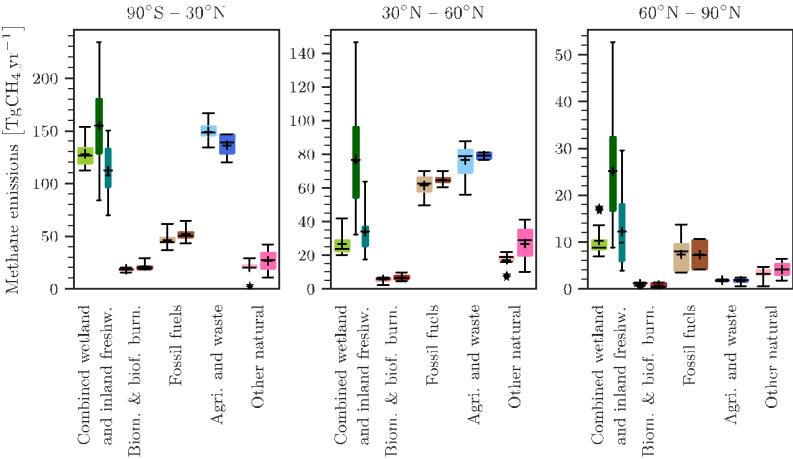 90°S – 30°N
30°N – 60°N
60°N – 90°N
Methane emissions [TgCH₄ yr⁻¹]
200
150
100
50
0
140
120
100
80
60
40
20
0
50
40
30
20
10
0
Combined wetland
and inland freshw.
Biom. & biof. burn.
Fossil fuels
Agri. and waste
Other natural
Combined wetland
and inland freshw.
Biom. & biof. burn.
Fossil fuels
Agri. and waste
Other natural
Combined wetland
and inland freshw.
Biom. & biof. burn.
Fossil fuels
Agri. and waste
Other natural